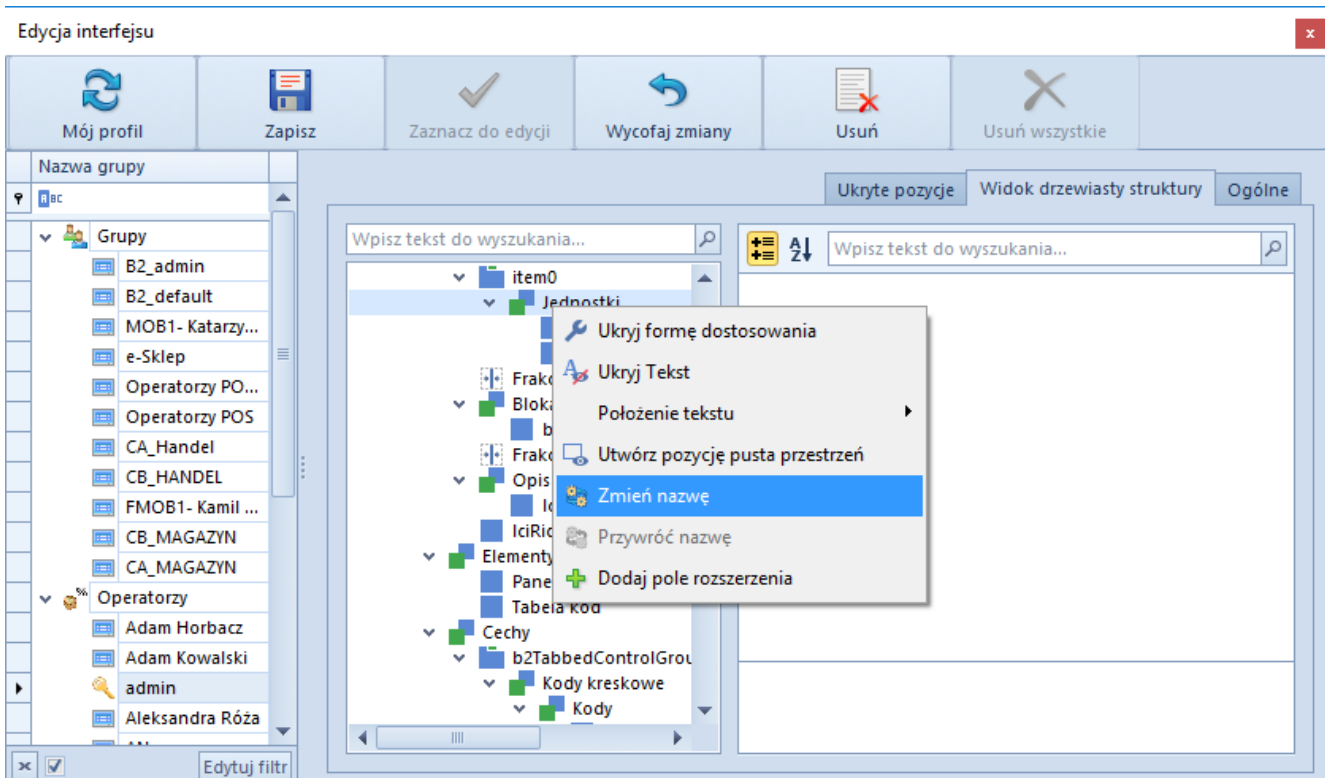 Edycja interfejsu
x
Mój profil
Zapisz
Zaznacz do edycji
Wycofaj zmiany
Usuń
Usuń wszystkie
Nazwa grupy
ABC
Grupy
B2_admin
B2_default
MOB1- Katarzy...
e-Sklep
Operatorzy PO...
Operatorzy POS
CA_Handel
CB_HANDEL
FMOB1- Kamil ...
CB_MAGAZYN
CA_MAGAZYN
% Operatorzy
Adam Horbacz
Adam Kowalski
admin
Aleksandra Róża
Edytuj filtr
Ukryte pozycje
Widok drzewiasty struktury
Ogólne
Wpisz tekst do wyszukania...
item0
Jednostki
Opis
Elementy
Tabela kod
Cechy
b2TabbedControlGrou
Kody kreskowe
Kody
Ukryj formę dostosowania
Ukryj Tekst
Położenie tekstu
Utwórz pozycję pusta przestrzeń
Zmień nazwę
Przywróć nazwę
Dodaj pole rozszerzenia
AZ
Wpisz tekst do wyszukania...